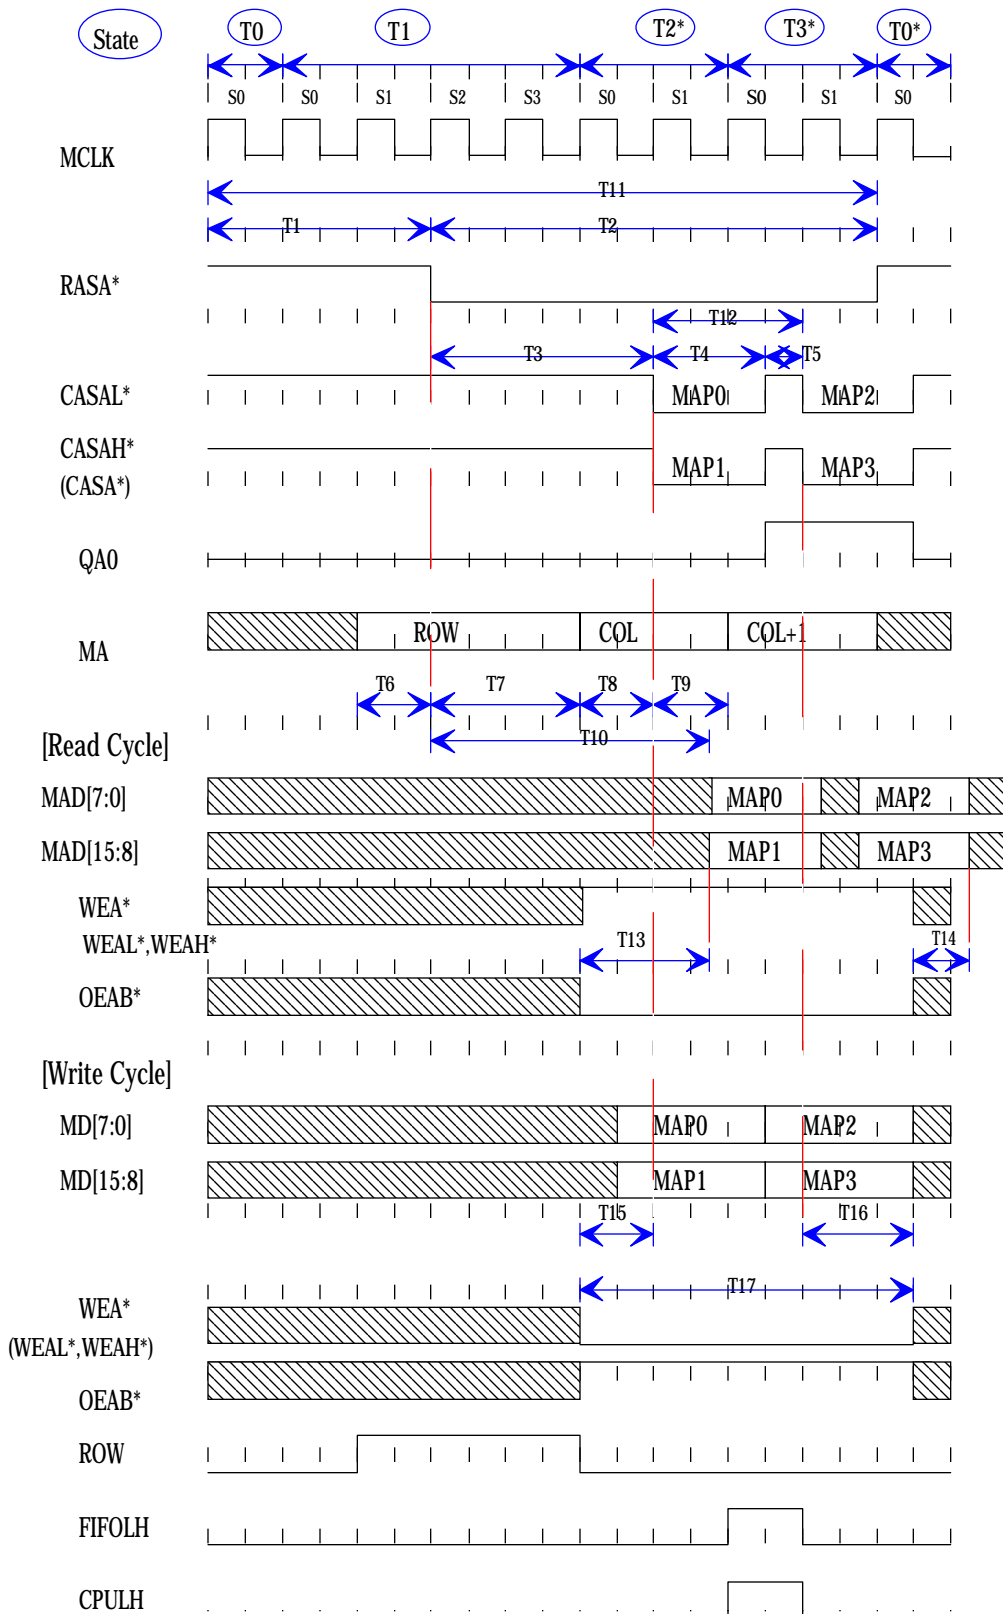 State T0 T1 T2* T3* T0*
S0 S0 S1 S2 S3 S0 S1 S0 S1 S0
MCLK
T11
T1 T2
RASA*
T12
T3 T4 T5
CASAL* MAP0 MAP2
CASAH*
MAP1 MAP3
(CASA*)
QA0
ROW COL COL+1
MA
T6 T7 T8 T9
T10
[Read Cycle]
MAD[7:0] MAP0 MAP2
MAD[15:8] MAP1 MAP3
WEA*
WEAL*,WEAH* T13 T14
OEAB*
[Write Cycle]
MD[7:0] MAP0 MAP2
MD[15:8] MAP1 MAP3
T15 T16
T17
WEA*
(WEAL*,WEAH*)
OEAB*
ROW
FIFOLH
CPULH